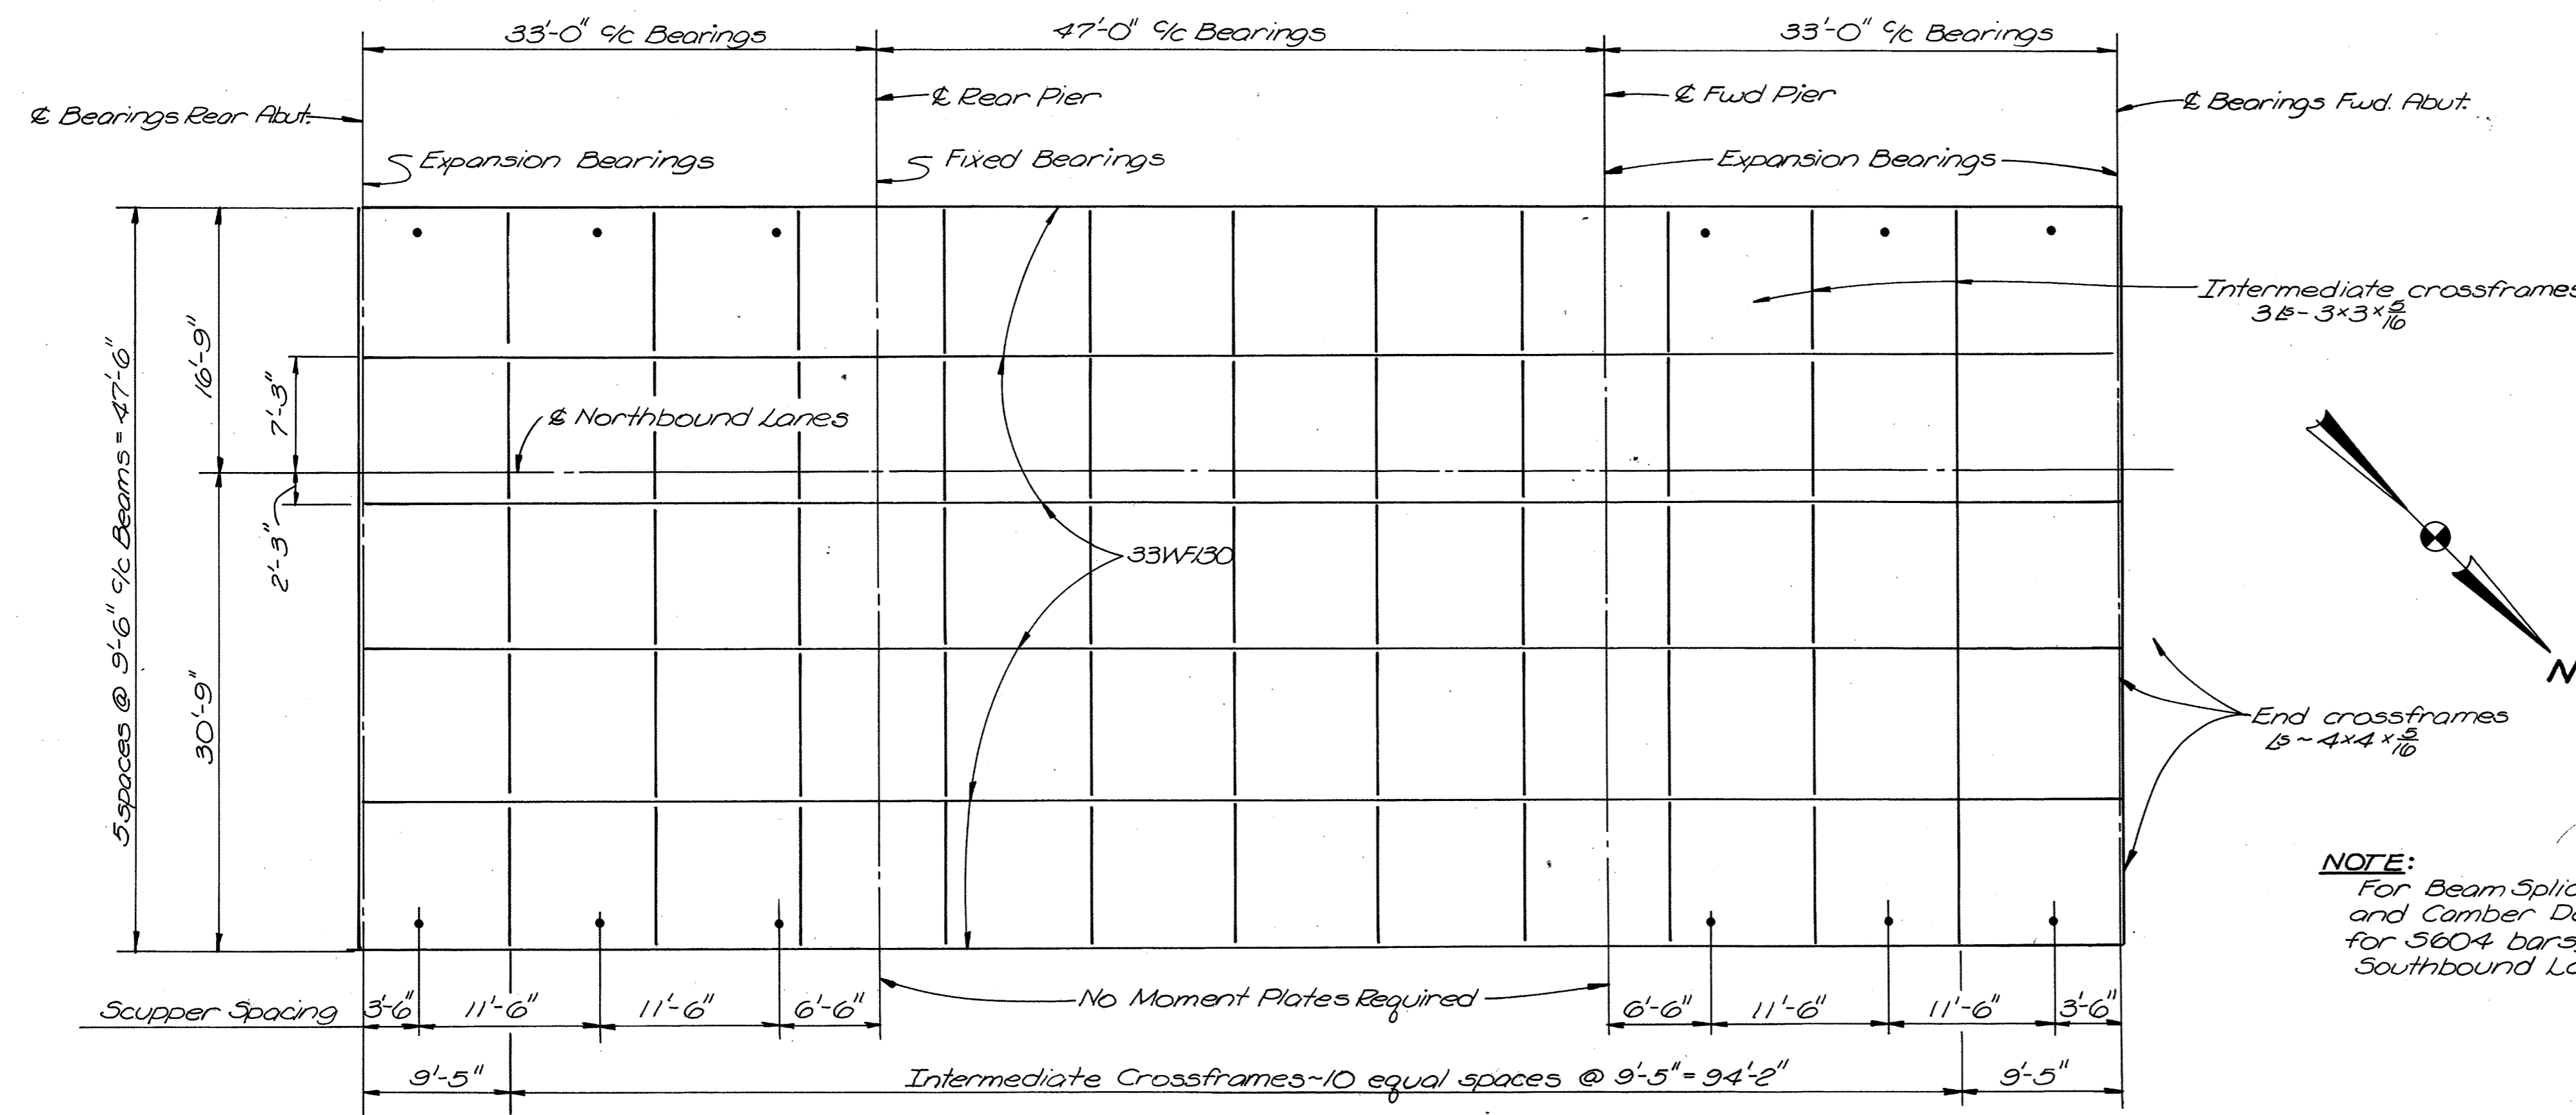 33'-0" c/c Bearings
47'-0" c/c Bearings
33'-0" c/c Bearings
℄ Bearings Rear Abut.
℄ Rear Pier
℄ Fwd Pier
℄ Bearings Fwd. Abut.
Expansion Bearings
Fixed Bearings
Expansion Bearings
Intermediate crossframes
3 Ls - 3 x 3 x 5/16
5 spaces @ 9'-6" c/c Beams = 47'-6"
16'-9"
7'-3"
℄ Northbound Lanes
2'-3"
30'-9"
33WF130
N
End crossframes
Ls ~ 4 x 4 x 5/16
NOTE:
For Beam
and Camber
for S604 bars
Southbound
Scupper Spacing
3'-6"
11'-6"
11'-6"
6'-6"
No Moment Plates Required
6'-6"
11'-6"
11'-6"
3'-6"
9'-5"
Intermediate Crossframes~10 equal spaces @ 9'-5" = 94'-2"
9'-5"